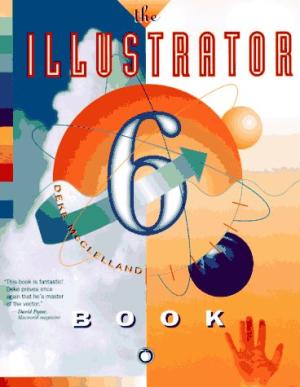 the
ILLUSTRATOR
6
DEKE McCLELLAND
"This book is fantastic!
Deke proves once
again that he's master
of the vector."
— David Pogue,
Macworld magazine
BOOK